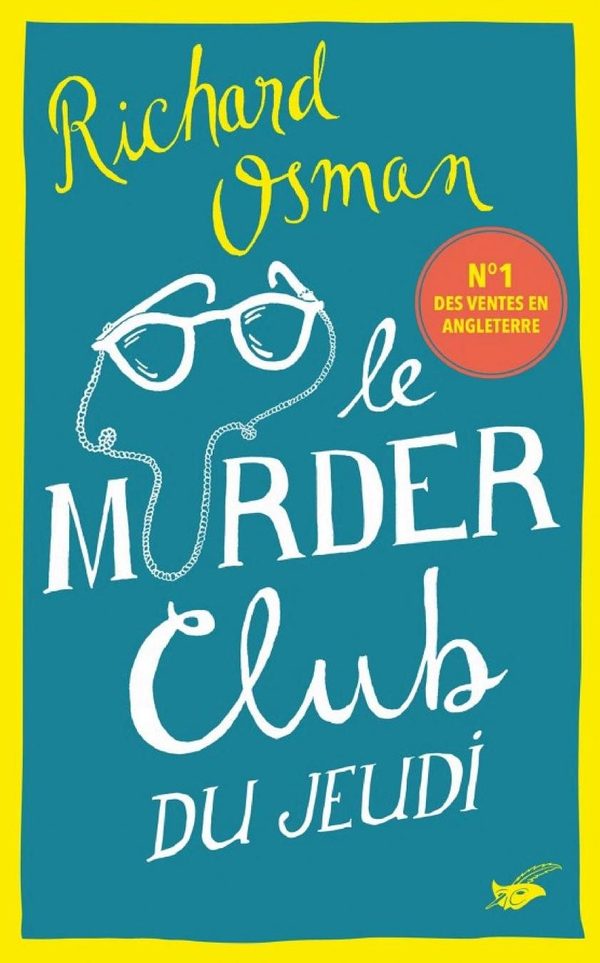 Richard
Osman
N°1
DES VENTES EN
ANGLETERRE
le
MURDER
Club
DU JEUDI